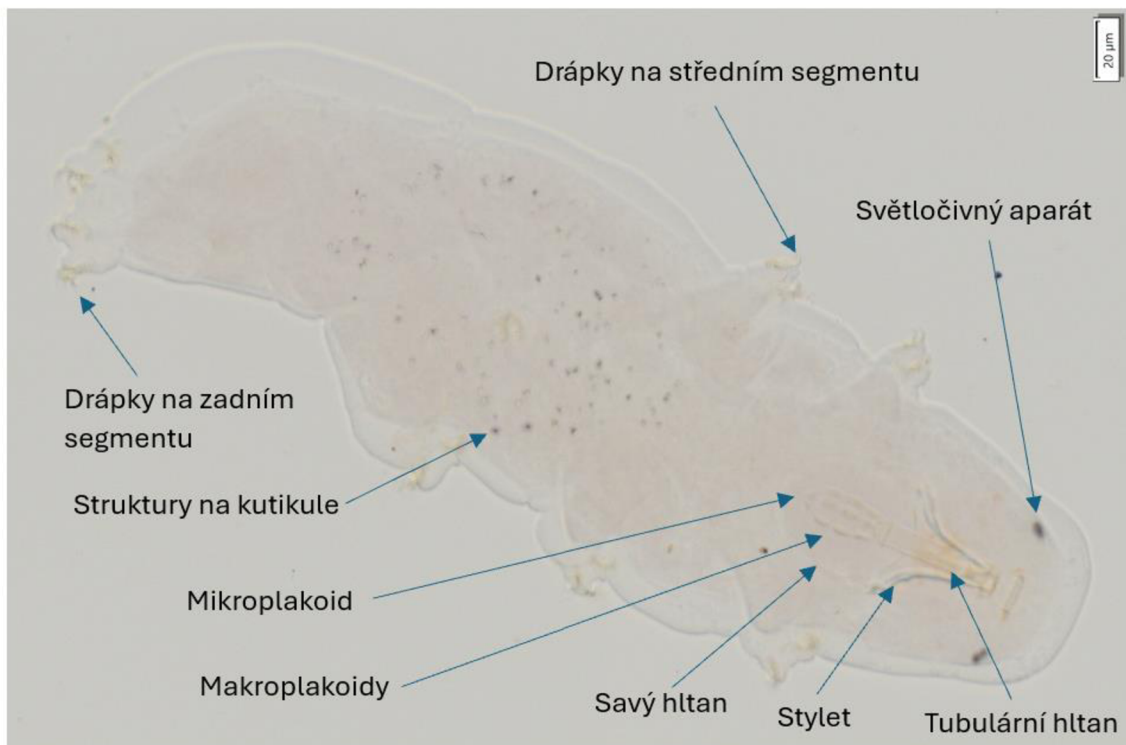 20 µm
Drápky na středním segmentu
Světločivný aparát
Drápky na zadním
segmentu
Struktury na kutikule
Mikroplakoid
Makroplakoidy
Savý hltan
Stylet
Tubulární hltan